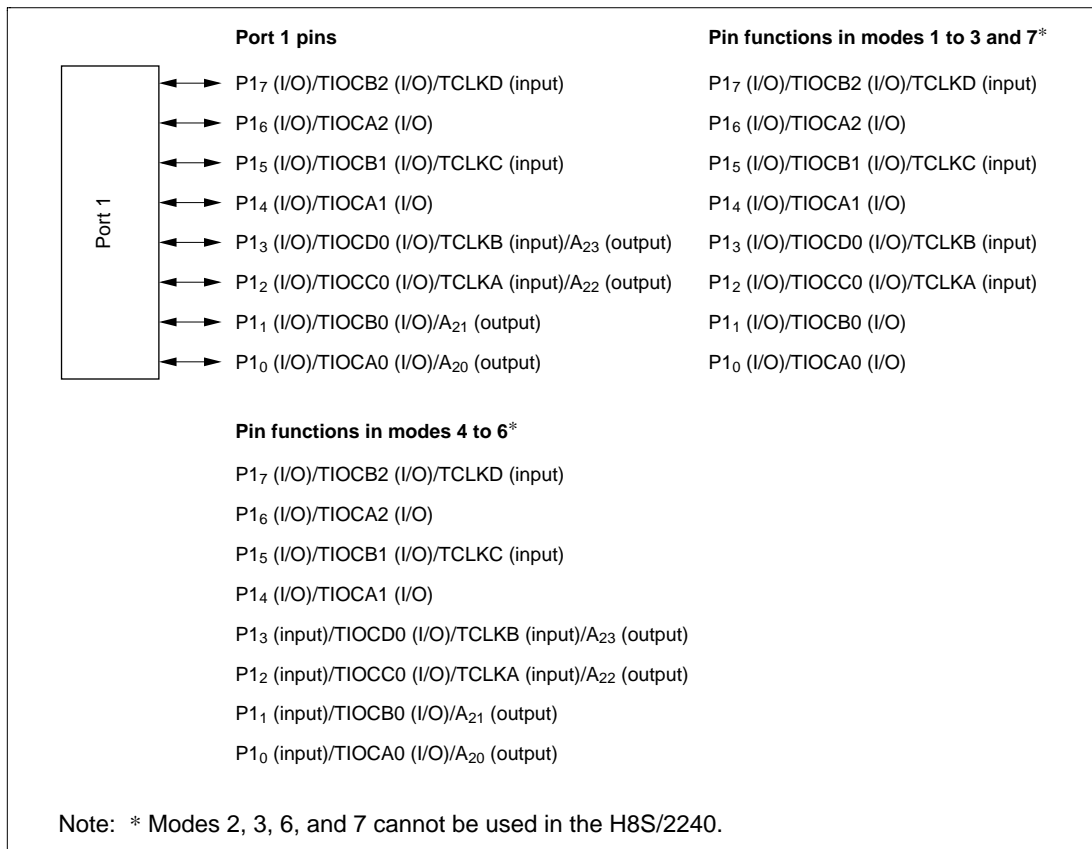 Port 1 pins
Pin functions in modes 1 to 3 and 7*
Port 1
P1₇ (I/O)/TIOCB2 (I/O)/TCLKD (input)
P1₆ (I/O)/TIOCA2 (I/O)
P1₅ (I/O)/TIOCB1 (I/O)/TCLKC (input)
P1₄ (I/O)/TIOCA1 (I/O)
P1₃ (I/O)/TIOCD0 (I/O)/TCLKB (input)/A₂₃ (output)
P1₂ (I/O)/TIOCC0 (I/O)/TCLKA (input)/A₂₂ (output)
P1₁ (I/O)/TIOCB0 (I/O)/A₂₁ (output)
P1₀ (I/O)/TIOCA0 (I/O)/A₂₀ (output)
P1₇ (I/O)/TIOCB2 (I/O)/TCLKD (input)
P1₆ (I/O)/TIOCA2 (I/O)
P1₅ (I/O)/TIOCB1 (I/O)/TCLKC (input)
P1₄ (I/O)/TIOCA1 (I/O)
P1₃ (I/O)/TIOCD0 (I/O)/TCLKB (input)
P1₂ (I/O)/TIOCC0 (I/O)/TCLKA (input)
P1₁ (I/O)/TIOCB0 (I/O)
P1₀ (I/O)/TIOCA0 (I/O)
Pin functions in modes 4 to 6*
P1₇ (I/O)/TIOCB2 (I/O)/TCLKD (input)
P1₆ (I/O)/TIOCA2 (I/O)
P1₅ (I/O)/TIOCB1 (I/O)/TCLKC (input)
P1₄ (I/O)/TIOCA1 (I/O)
P1₃ (input)/TIOCD0 (I/O)/TCLKB (input)/A₂₃ (output)
P1₂ (input)/TIOCC0 (I/O)/TCLKA (input)/A₂₂ (output)
P1₁ (input)/TIOCB0 (I/O)/A₂₁ (output)
P1₀ (input)/TIOCA0 (I/O)/A₂₀ (output)
Note: * Modes 2, 3, 6, and 7 cannot be used in the H8S/2240.